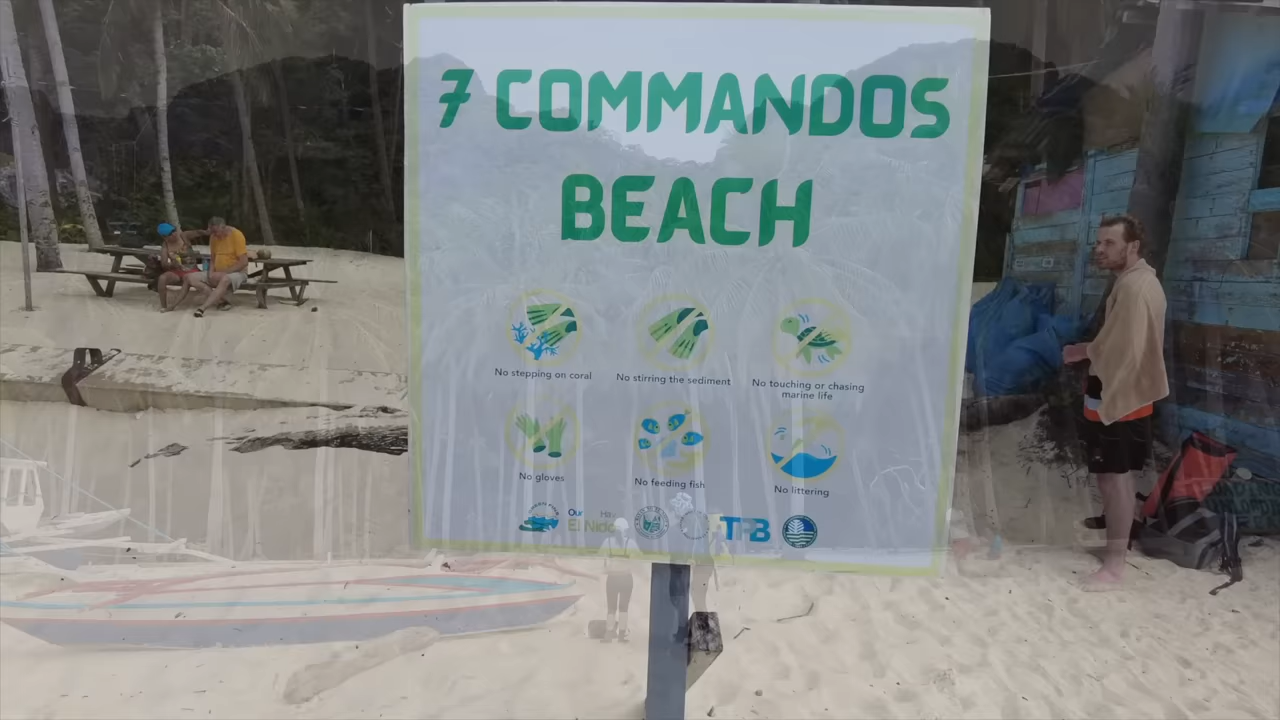 7 COMMANDOS
BEACH
No stepping on coral
No stirring the sediment
No touching or chasing
marine life
No gloves
No feeding fish
No littering
Our
El Nido
TPB